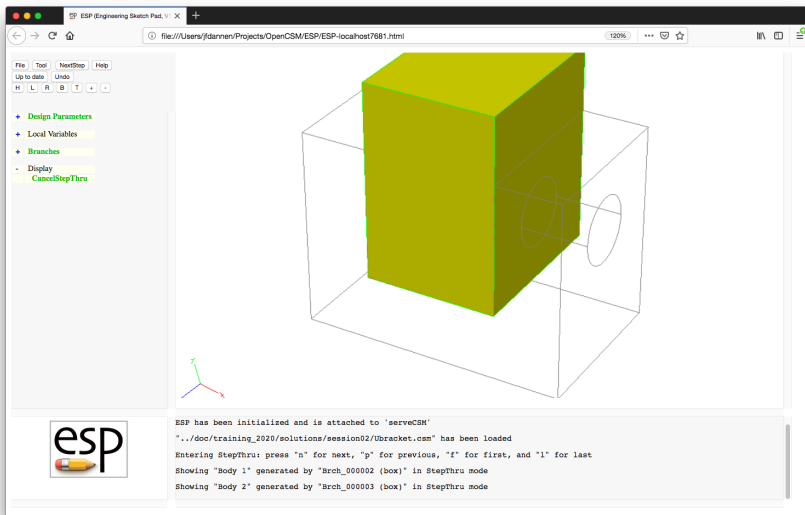 ESP (Engineering Sketch Pad, V1
file:///Users/jfdannen/Projects/OpenCSM/ESP/ESP-localhost7681.html
120%
File Tool NextStep Help
Up to date Undo
H L R B T + -
+ Design Parameters
+ Local Variables
+ Branches
- Display
CancelStepThru
x
esp
ESP has been initialized and is attached to 'serveCSM'
"../doc/training_2020/solutions/session02/Ubracket.csm" has been loaded
Entering StepThru: press "n" for next, "p" for previous, "f" for first, and "l" for last
Showing "Body 1" generated by "Brch_000002 (box)" in StepThru mode
Showing "Body 2" generated by "Brch_000003 (box)" in StepThru mode